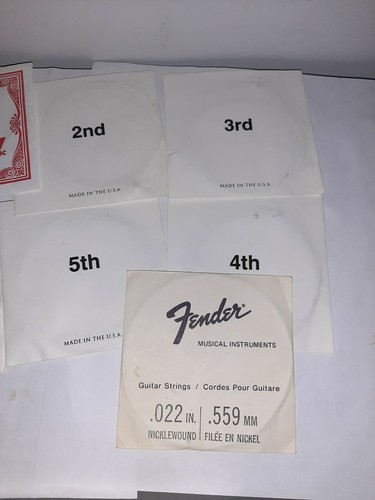 2nd
MADE IN THE U.S.A.
3rd
MADE IN THE U.S.A.
5th
MADE IN THE U.S.A.
4th
Fender®
MUSICAL INSTRUMENTS
Guitar Strings / Cordes Pour Guitare
.022 IN. .559 MM
NICKLEWOUND FILÉE EN NICKEL